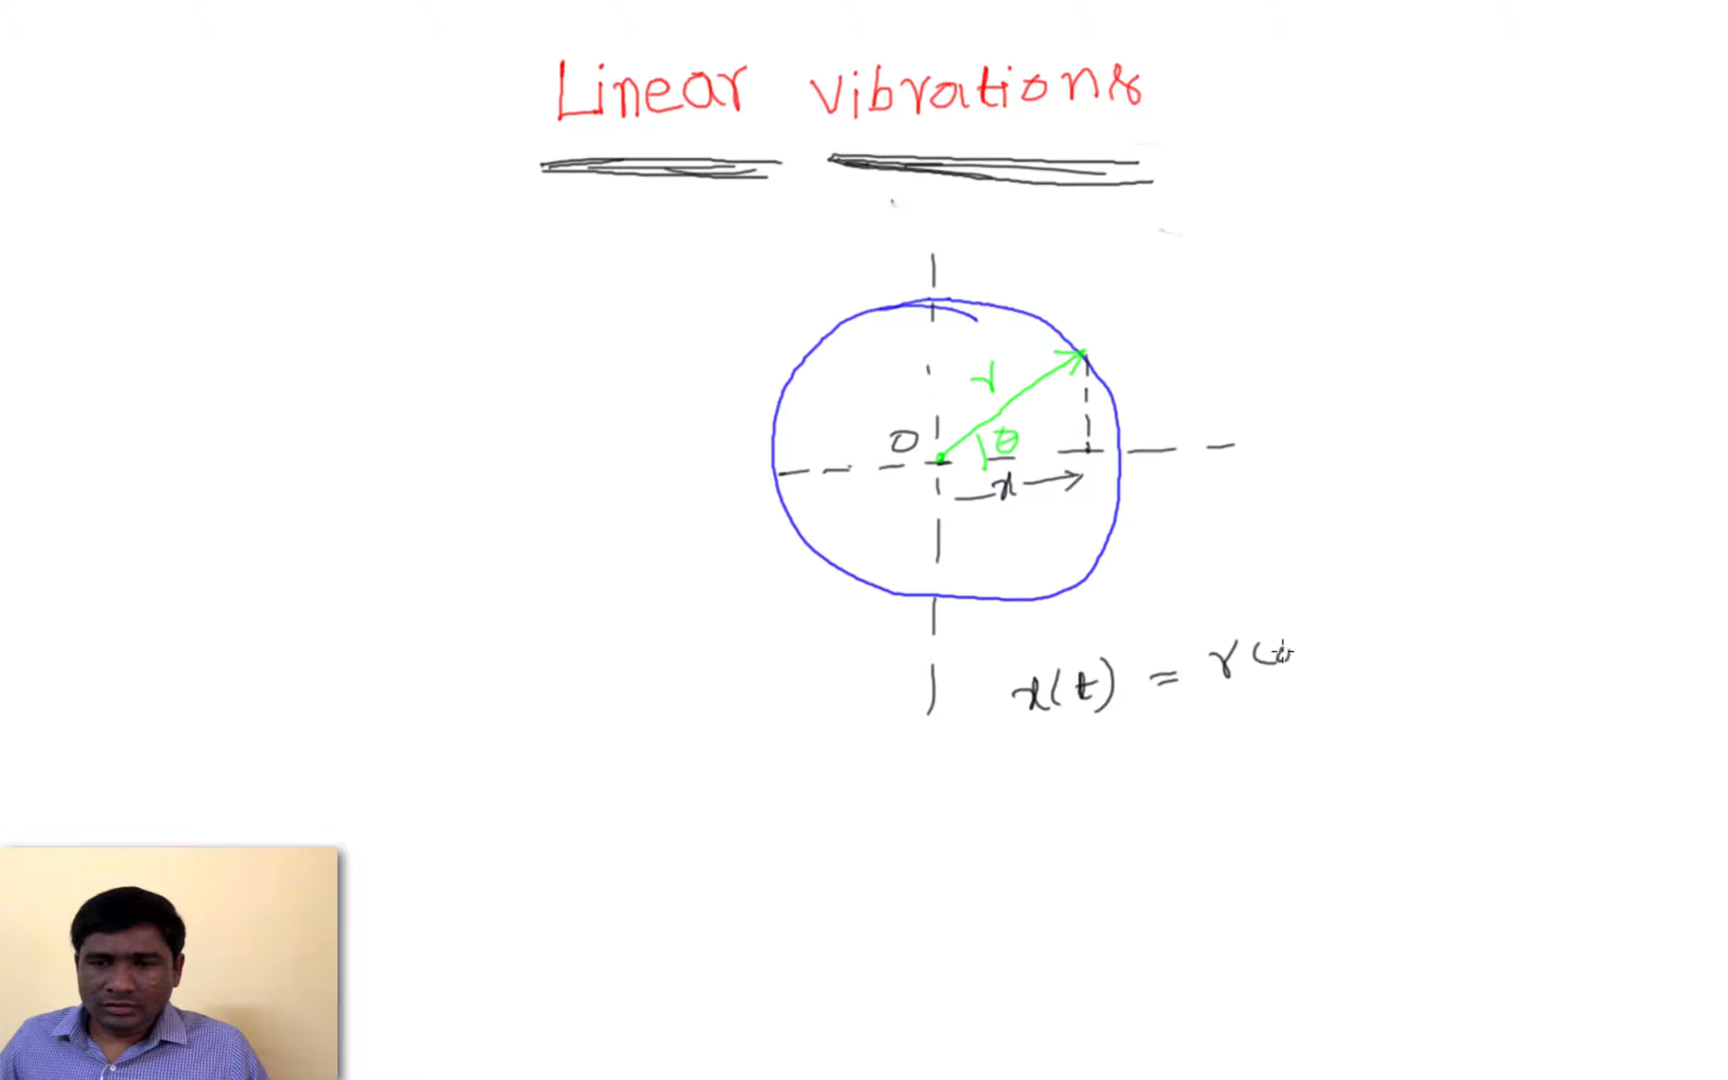 Linear vibrations
r
O θ
x
x(t) = r